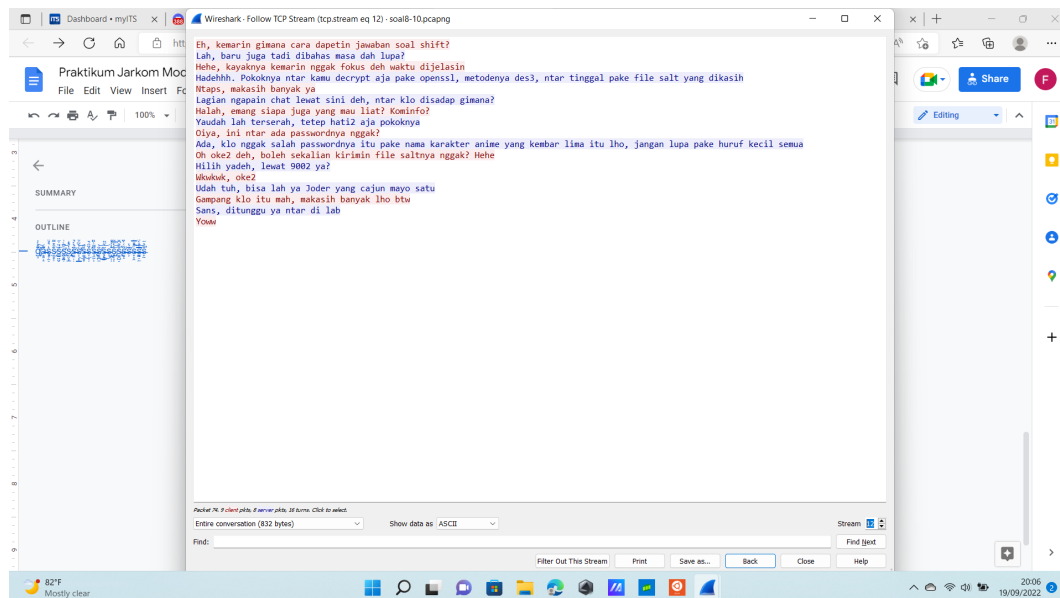 Dashboard • myITS
Wireshark · Follow TCP Stream (tcp.stream eq 12) · soal8-10.pcapng
Praktikum Jarkom Mod
File Edit View Insert Fo
Share
F
100%
Editing
SUMMARY
OUTLINE
Eh, kemarin gimana cara dapetin jawaban soal shift?
Lah, baru juga tadi dibahas masa dah lupa?
Hehe, kayaknya kemarin nggak fokus deh waktu dijelasin
Hadehhh. Pokoknya ntar kamu decrypt aja pake openssl, metodenya des3, ntar tinggal pake file salt yang dikasih
Ntaps, makasih banyak ya
Lagian ngapain chat lewat sini deh, ntar klo disadap gimana?
Halah, emang siapa juga yang mau liat? Kominfo?
Yaudah lah terserah, tetep hati2 aja pokoknya
Oiya, ini ntar ada passwordnya nggak?
Ada, klo nggak salah passwordnya itu pake nama karakter anime yang kembar lima itu lho, jangan lupa pake huruf kecil semua
Oh oke2 deh, boleh sekalian kirimin file saltnya nggak? Hehe
Hilih yadeh, lewat 9002 ya?
Wkwkwk, oke2
Udah tuh, bisa lah ya Joder yang cajun mayo satu
Gampang klo itu mah, makasih banyak lho btw
Sans, ditunggu ya ntar di lab
Yoww
Packet 74. 9 client pkts, 8 server pkts, 16 turns. Click to select.
Entire conversation (832 bytes)
Show data as ASCII
Stream 12
Find:
Find Next
Filter Out This Stream Print Save as... Back Close Help
82°F
Mostly clear
20:06
19/09/2022
2